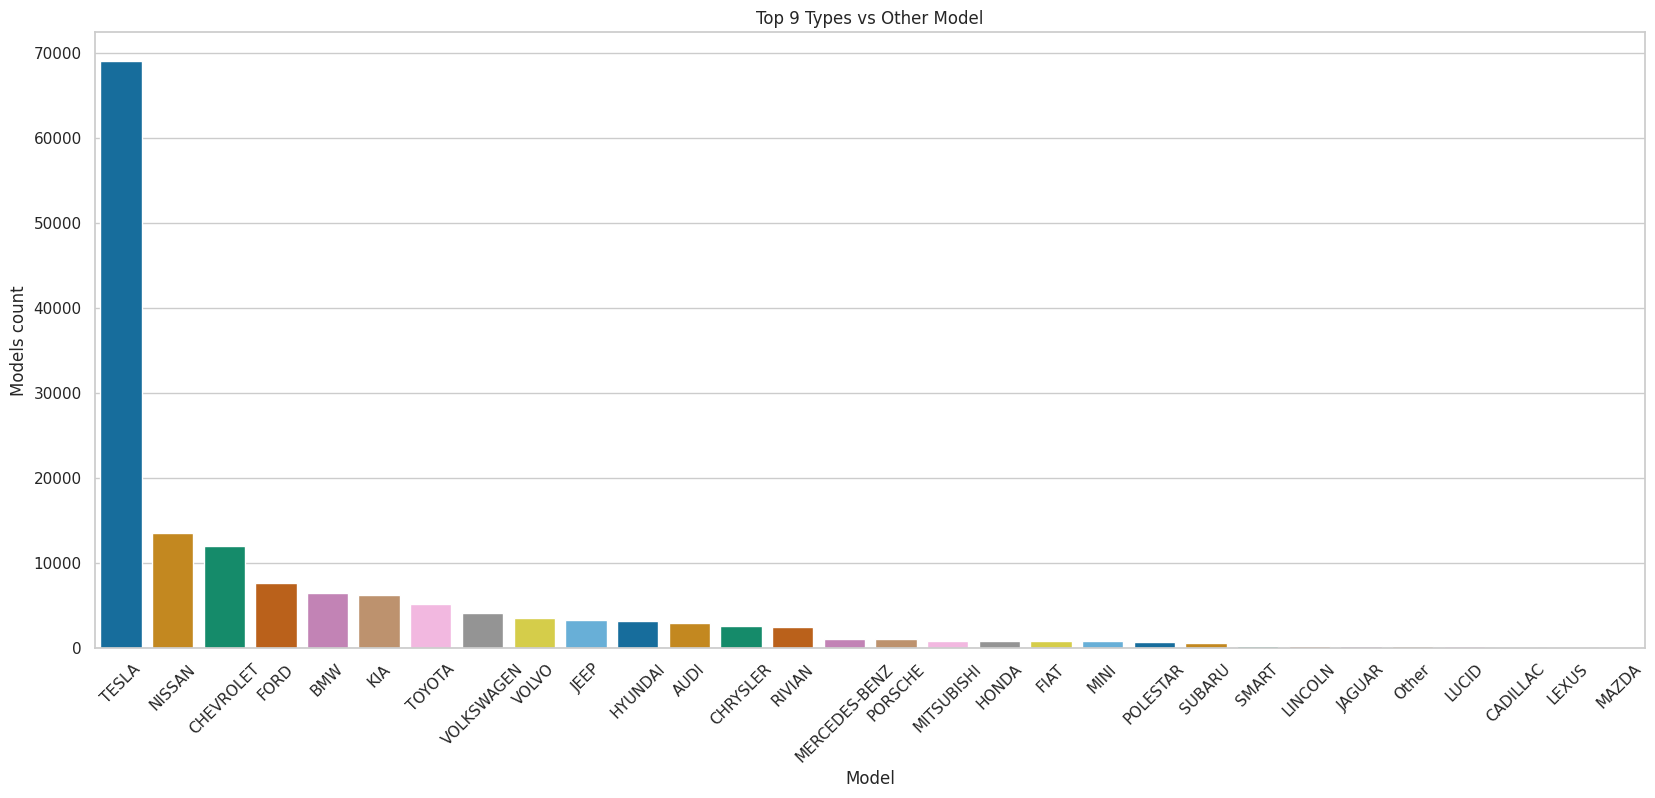 Top 9 Types vs Other Model
Models count
70000
60000
50000
40000
30000
20000
10000
0
TESLA
NISSAN
CHEVROLET
FORD
BMW
KIA
TOYOTA
VOLKSWAGEN
VOLVO
JEEP
HYUNDAI
AUDI
CHRYSLER
RIVIAN
MERCEDES-BENZ
PORSCHE
MITSUBISHI
HONDA
FIAT
MINI
POLESTAR
SUBARU
SMART
LINCOLN
JAGUAR
Other
LUCID
CADILLAC
LEXUS
MAZDA
Model